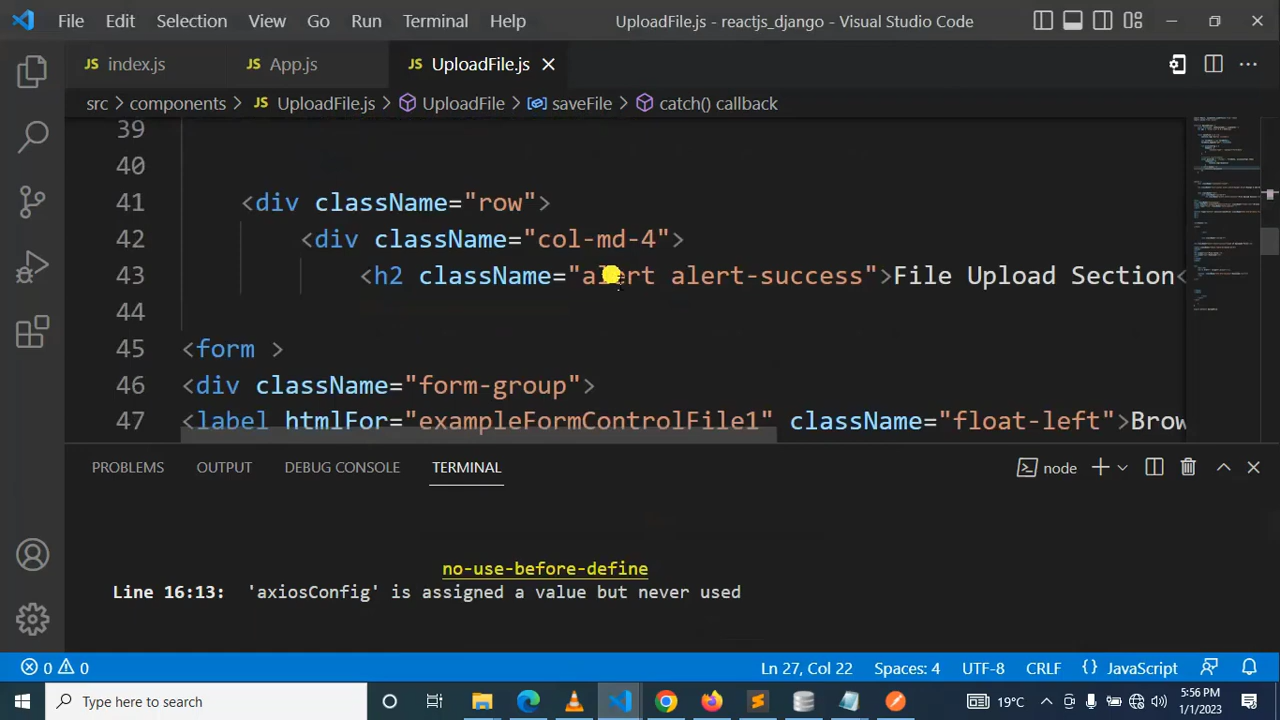 File Edit Selection View Go Run Terminal Help UploadFile.js - reactjs_django - Visual Studio Code
JS index.js JS App.js JS UploadFile.js
src > components > JS UploadFile.js > UploadFile > saveFile > catch() callback
39
40
41 <div className="row">
42 <div className="col-md-4">
43 <h2 className="alert alert-success">File Upload Section<
44
45 <form >
46 <div className="form-group">
47 <label htmlFor="exampleFormControlFile1" className="float-left">Brow
PROBLEMS OUTPUT DEBUG CONSOLE TERMINAL node
no-use-before-define
Line 16:13: 'axiosConfig' is assigned a value but never used
0 0 Ln 27, Col 22 Spaces: 4 UTF-8 CRLF {} JavaScript
Type here to search 19°C 5:56 PM
1/1/2023